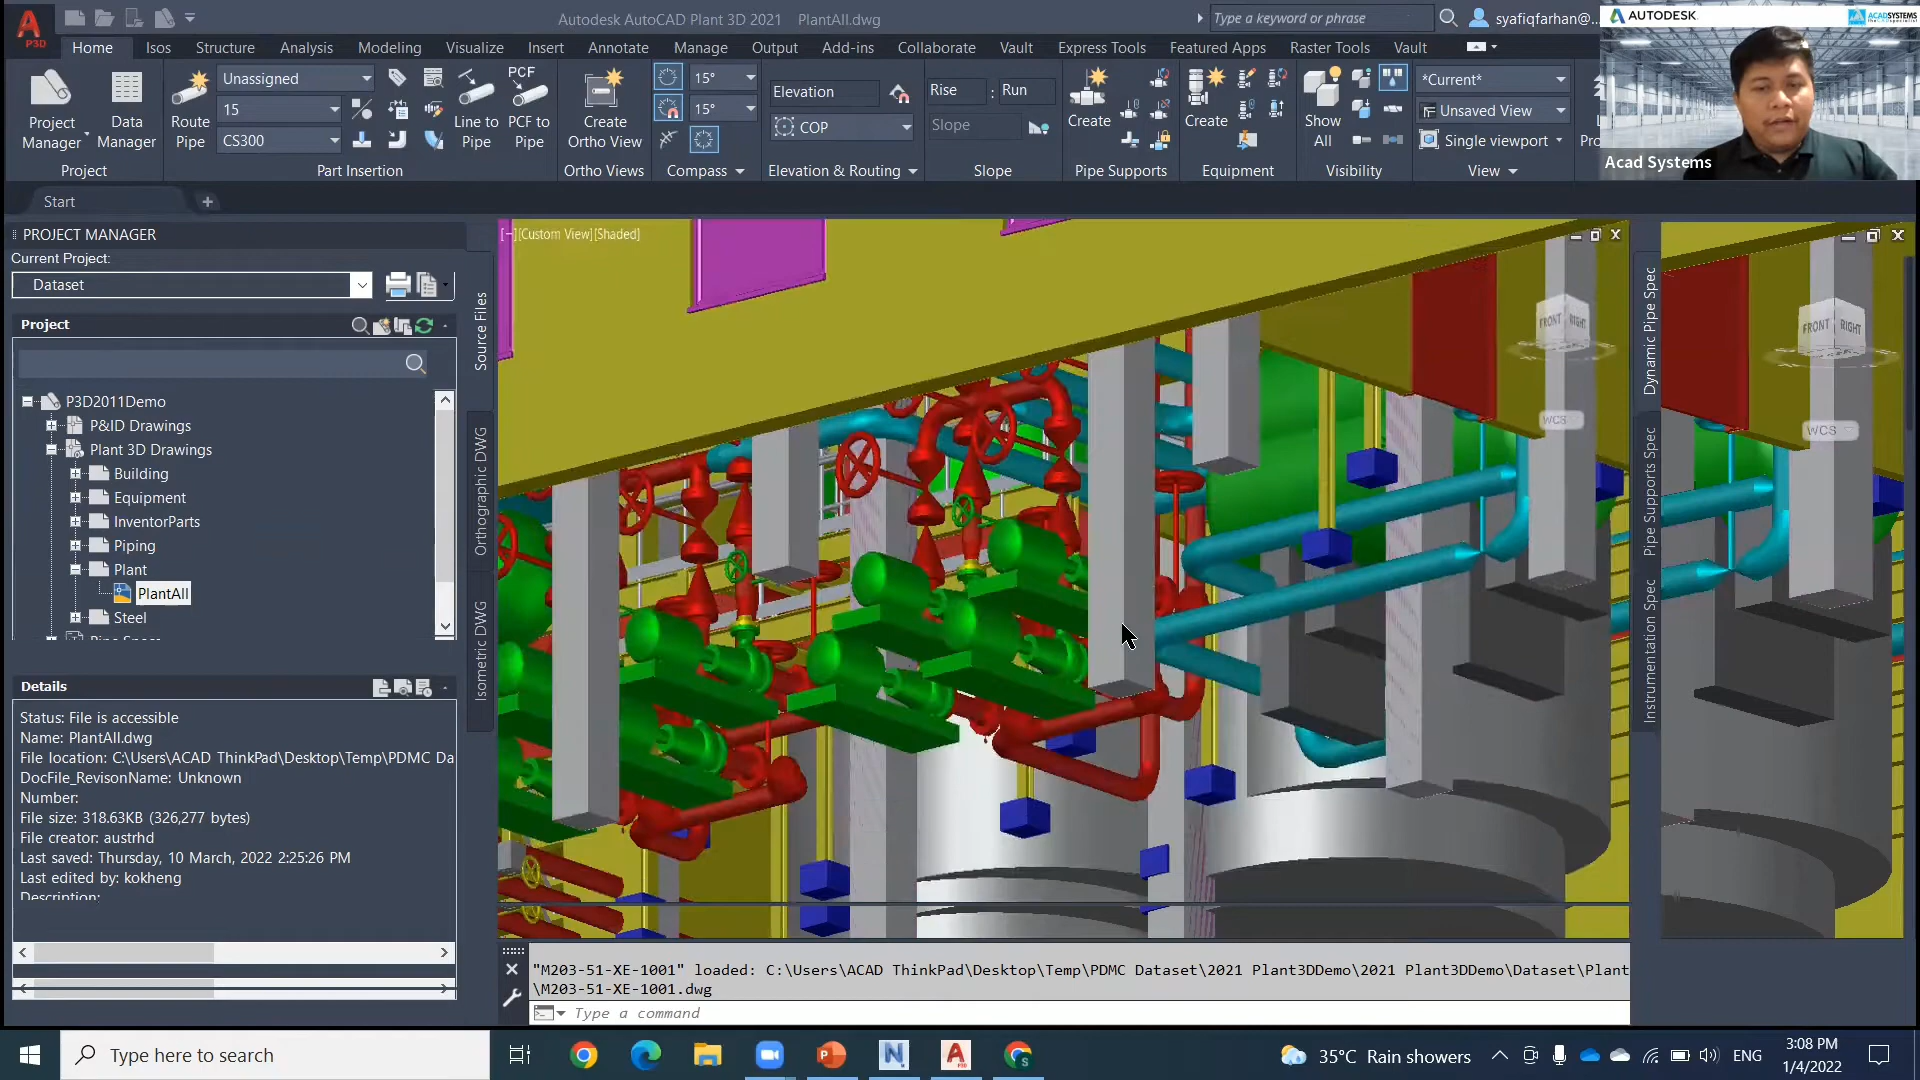 Autodesk AutoCAD Plant 3D 2021 PlantAll.dwg
Type a keyword or phrase
syafiqfarhan@...
AUTODESK
ACADSYSTEMS
P3D
Home Isos Structure Analysis Modeling Visualize Insert Annotate Manage Output Add-ins Collaborate Vault Express Tools Featured Apps Raster Tools Vault
Project Manager
Data Manager
Project
Route Pipe
Unassigned
15
CS300
Line to Pipe
PCF
PCF to Pipe
Part Insertion
Create Ortho View
Ortho Views
15°
15°
Compass
Elevation
COP
Elevation & Routing
Rise : Run
Slope
Slope
Create
Pipe Supports
Create
Equipment
Show All
Visibility
*Current*
Unsaved View
Single viewport
View
Acad Systems
Start
PROJECT MANAGER
Current Project:
Dataset
Project
P3D2011Demo
P&ID Drawings
Plant 3D Drawings
Building
Equipment
InventorParts
Piping
Plant
PlantAll
Steel
Source Files
Orthographic DWG
Isometric DWG
Details
Status: File is accessible
Name: PlantAll.dwg
File location: C:\Users\ACAD ThinkPad\Desktop\Temp\PDMC Da
DocFile_RevisonName: Unknown
Number:
File size: 318.63KB (326,277 bytes)
File creator: austrhd
Last saved: Thursday, 10 March, 2022 2:25:26 PM
Last edited by: kokheng
Description:
[−][Custom View][Shaded]
FRONT RIGHT
WCS
Dynamic Pipe Spec
Pipe Supports Spec
Instrumentation Spec
FRONT RIGHT
WCS
"M203-51-XE-1001" loaded: C:\Users\ACAD ThinkPad\Desktop\Temp\PDMC Dataset\2021 Plant3DDemo\2021 Plant3DDemo\Dataset\Plant
\M203-51-XE-1001.dwg
Type a command
Type here to search
35°C Rain showers
ENG
3:08 PM
1/4/2022